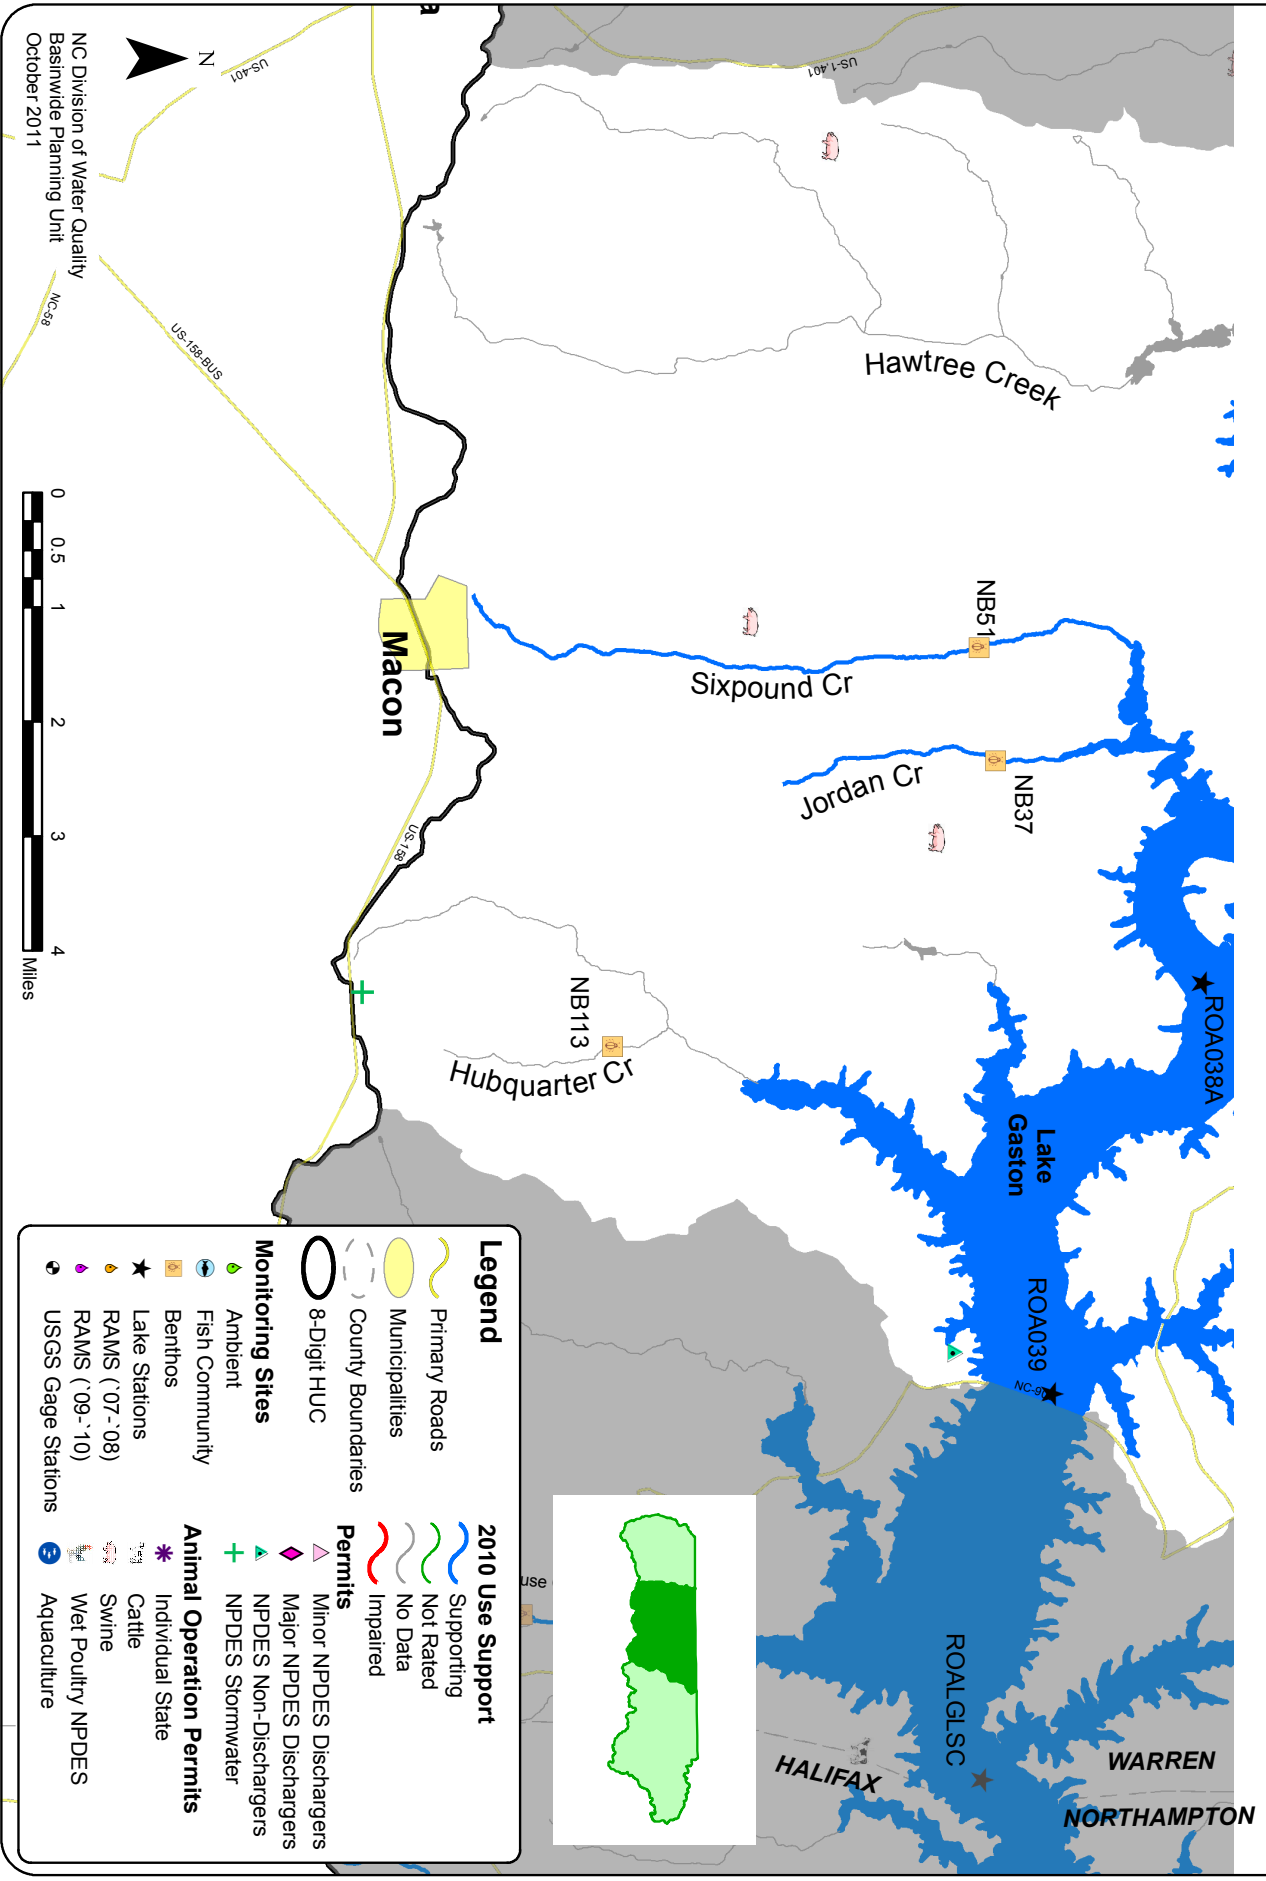 US-1,401
US-401
N
NC Division of Water Quality
Basinwide Planning Unit
October 2011
NC-58
US-158-BUS
Hawtree Creek
Macon
NB51
Sixpound Cr
Jordan Cr
NB37
US-158
NB113
Hubquarter Cr
ROA038A
Lake
Gaston
ROA039
ROALGLSC
WARREN
HALIFAX
NORTHAMPTON
0 0.5 1 2 3 4
Miles
Legend
Primary Roads
Municipalities
County Boundaries
8-Digit HUC
Monitoring Sites
Ambient
Fish Community
Benthos
Lake Stations
RAMS (`07-`08)
RAMS (`09-`10)
USGS Gage Stations
2010 Use Support
Supporting
Not Rated
No Data
Impaired
Permits
Minor NPDES Dischargers
Major NPDES Dischargers
NPDES Non-Dischargers
NPDES Stormwater
Animal Operation Permits
Individual State
Cattle
Swine
Wet Poultry NPDES
Aquaculture